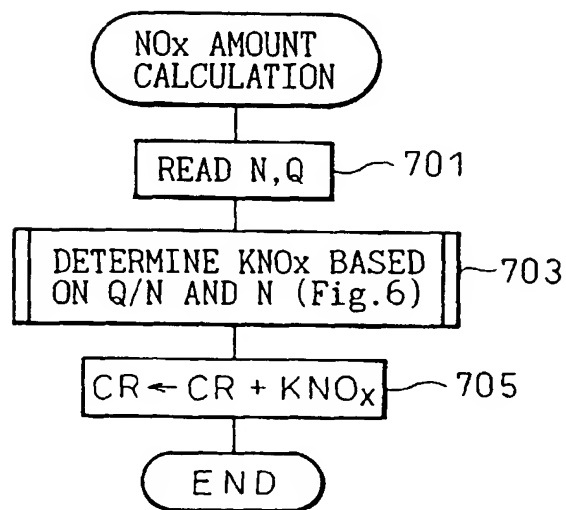 NOx AMOUNT
CALCULATION
READ N,Q
701
DETERMINE KNOx BASED
ON Q/N AND N (Fig.6)
703
CR ← CR + KNOx
705
END